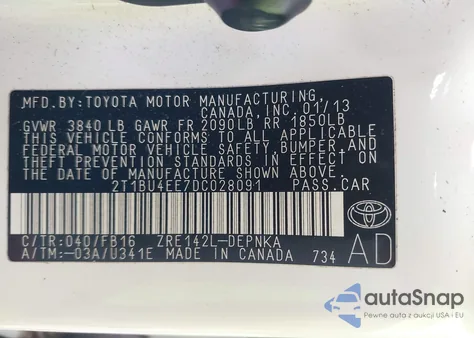 MFD.BY: TOYOTA MOTOR MANUFACTURING,
CANADA, INC. 01/13
GVWR 3840 LB GAWR FR 2090LB RR 1850LB
THIS VEHICLE CONFORMS TO ALL APPLICABLE
FEDERAL MOTOR VEHICLE SAFETY, BUMPER, AND
THEFT PREVENTION STANDARDS IN EFFECT ON
THE DATE OF MANUFACTURE SHOWN ABOVE.
2T1BU4EE7DC028091 PASS.CAR
C/TR: 040/FB16 ZRE142L-DEPNKA
A/TM: -03A/U341E MADE IN CANADA 734
AD
autoSnap
Pewne auta z aukcji USA i EU